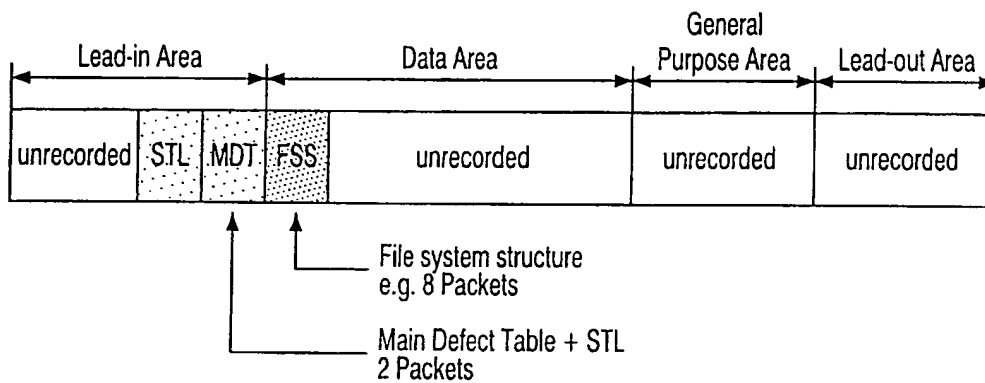 General
Lead-in Area Data Area Purpose Area Lead-out Area
unrecorded STL MDT FSS unrecorded unrecorded unrecorded
File system structure
e.g. 8 Packets
Main Defect Table + STL
2 Packets